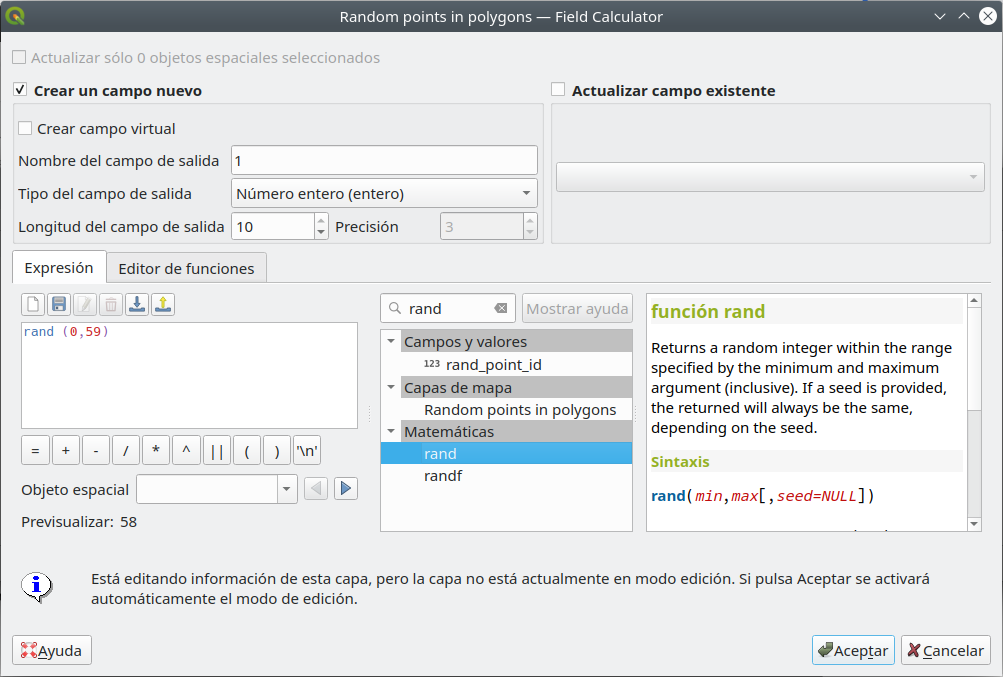 Random points in polygons — Field Calculator
Actualizar sólo 0 objetos espaciales seleccionados
Crear un campo nuevo
Actualizar campo existente
Crear campo virtual
Nombre del campo de salida 1
Tipo del campo de salida Número entero (entero)
Longitud del campo de salida 10 Precisión 3
Expresión Editor de funciones
rand (0,59)
= + - / * ^ || ( ) '\n'
Objeto espacial
Previsualizar: 58
rand Mostrar ayuda
Campos y valores
123 rand_point_id
Capas de mapa
Random points in polygons
Matemáticas
rand
randf
función rand
Returns a random integer within the range
specified by the minimum and maximum
argument (inclusive). If a seed is provided,
the returned will always be the same,
depending on the seed.
Sintaxis
rand(min,max[,seed=NULL])
Está editando información de esta capa, pero la capa no está actualmente en modo edición. Si pulsa Aceptar se activará
automáticamente el modo de edición.
Ayuda Aceptar Cancelar